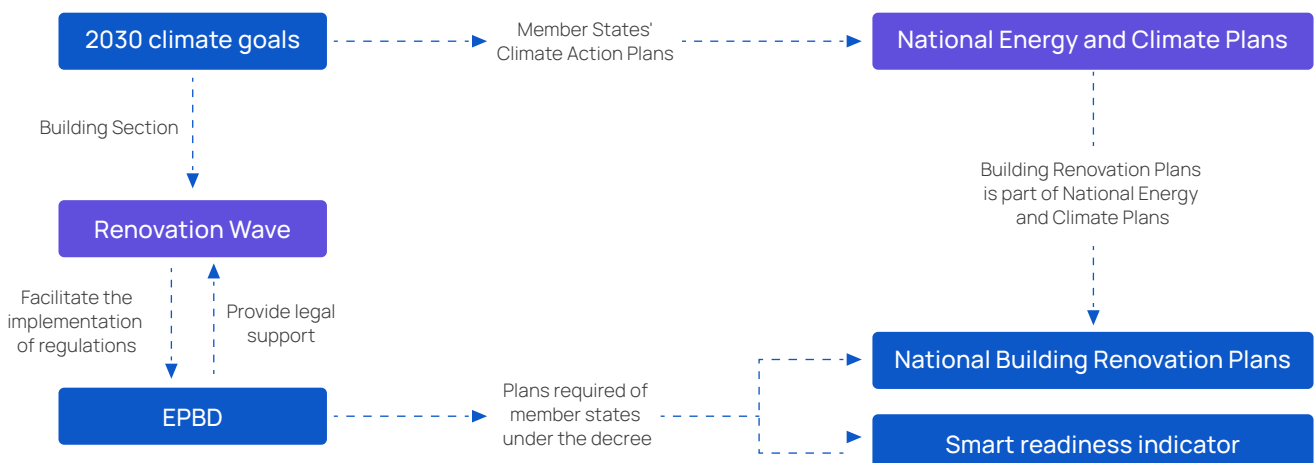 2030 climate goals
Member States'
Climate Action Plans
National Energy and Climate Plans
Building Section
Building Renovation Plans
is part of National Energy
and Climate Plans
Renovation Wave
Facilitate the
implementation
of regulations
Provide legal
support
National Building Renovation Plans
EPBD
Plans required of
member states
under the decree
Smart readiness indicator